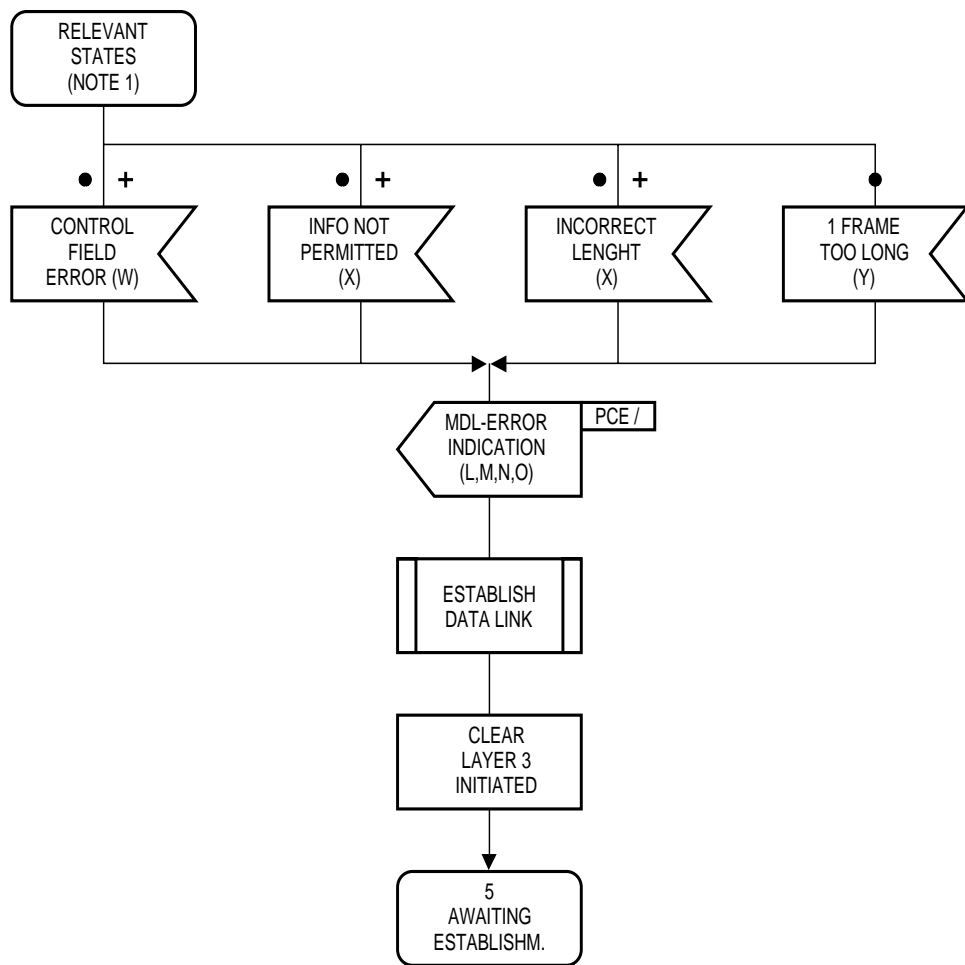 RELEVANT
STATES
(NOTE 1)
+
+
+
CONTROL
FIELD
ERROR (W)
INFO NOT
PERMITTED
(X)
INCORRECT
LENGHT
(X)
1 FRAME
TOO LONG
(Y)
MDL-ERROR
INDICATION
(L,M,N,O)
PCE /
ESTABLISH
DATA LINK
CLEAR
LAYER 3
INITIATED
5
AWAITING
ESTABLISHM.